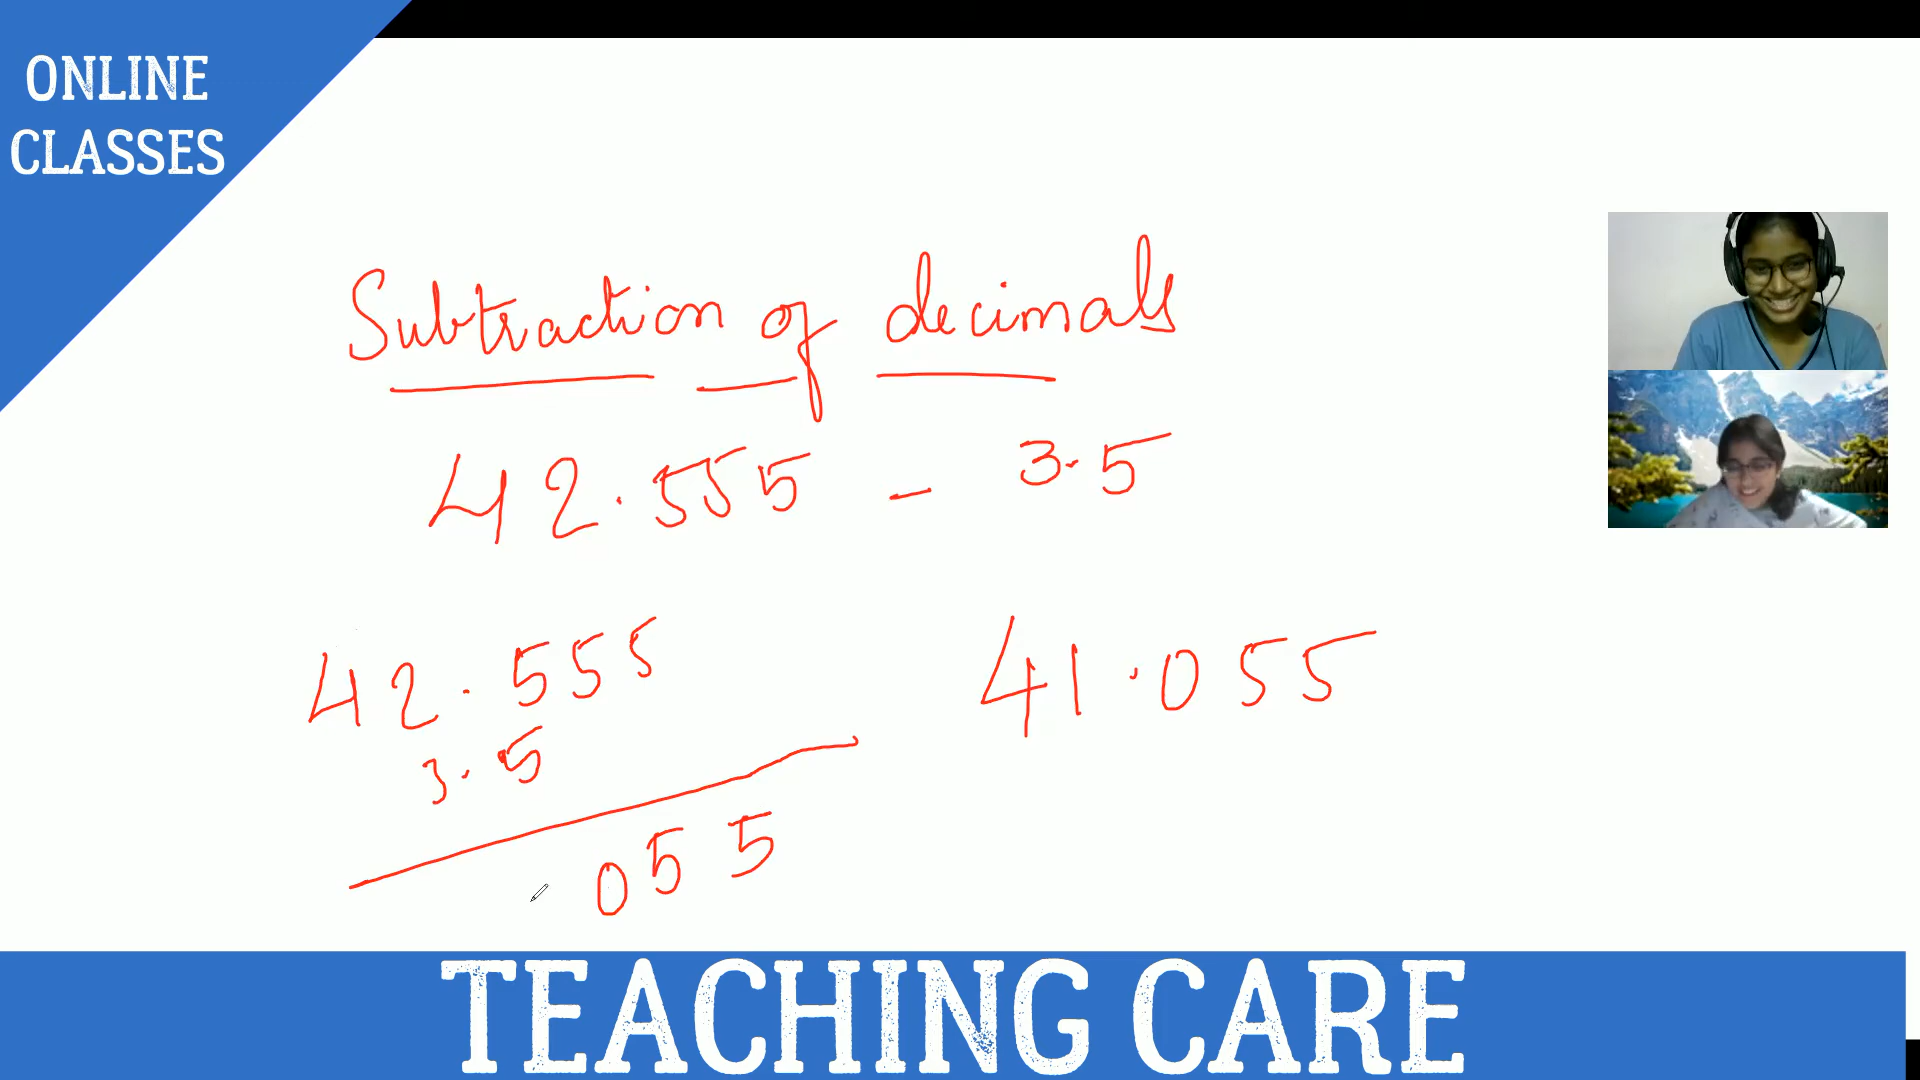 ONLINE
CLASSES
Subtraction of decimals
42.555 - 3.5
42.555
3.5
055
41.055
TEACHING CARE